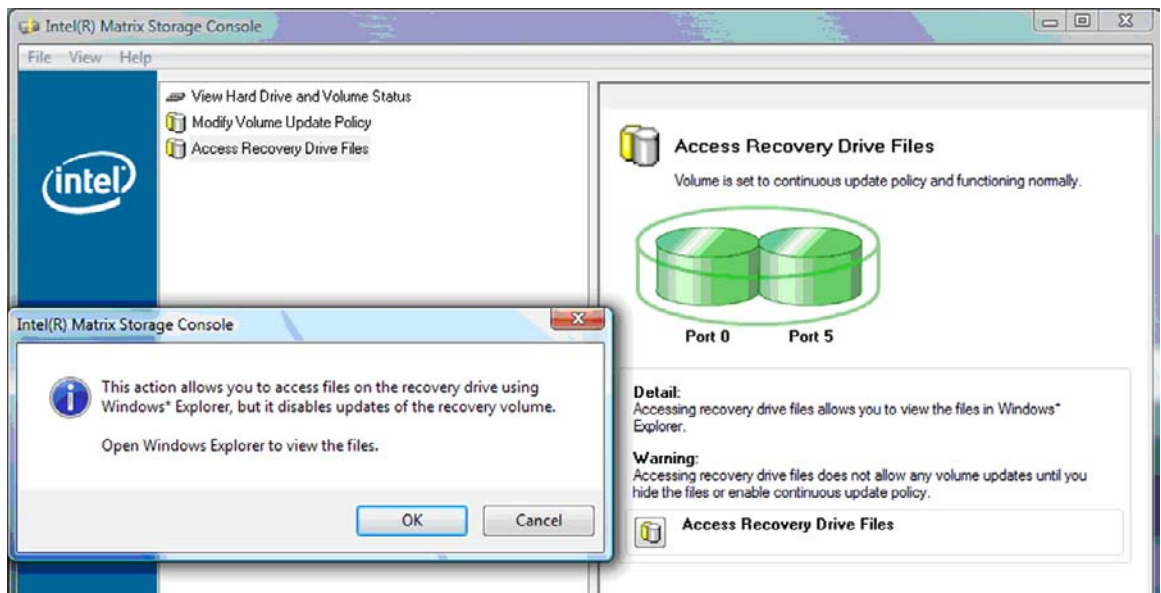 Intel(R) Matrix Storage Console
File View Help
intel
View Hard Drive and Volume Status
Modify Volume Update Policy
Access Recovery Drive Files
Access Recovery Drive Files
Volume is set to continuous update policy and functioning normally.
Port 0 Port 5
Detail:
Accessing recovery drive files allows you to view the files in Windows*
Explorer.
Warning:
Accessing recovery drive files does not allow any volume updates until you
hide the files or enable continuous update policy.
Access Recovery Drive Files
Intel(R) Matrix Storage Console
This action allows you to access files on the recovery drive using
Windows* Explorer, but it disables updates of the recovery volume.
Open Windows Explorer to view the files.
OK Cancel